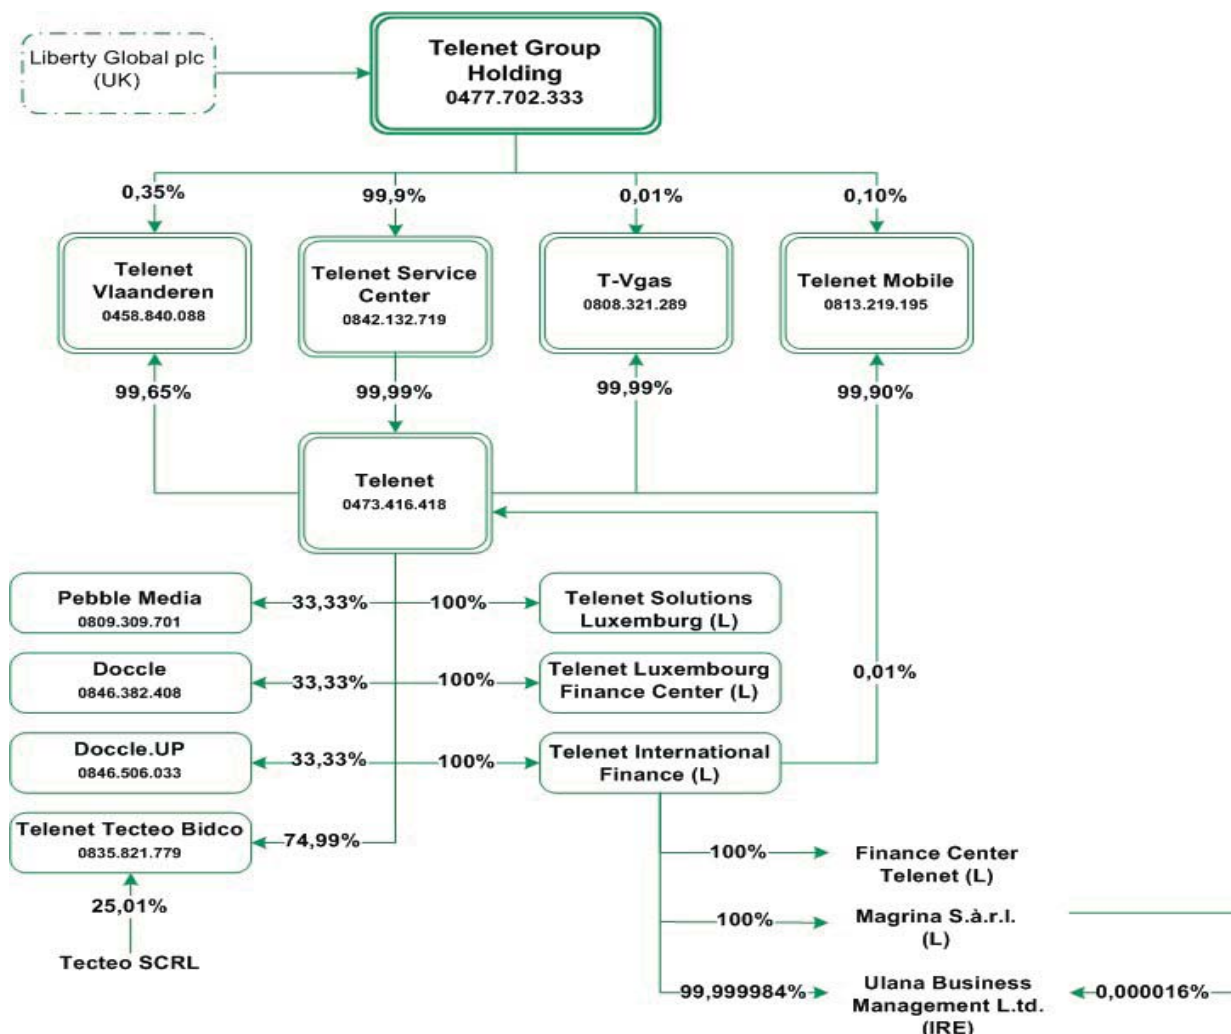 Liberty Global plc
(UK)
Telenet Group
Holding
0477.702.333
0,35%
99,9%
0,01%
0,10%
Telenet
Vlaanderen
0458.840.088
Telenet Service
Center
0842.132.719
T-Vgas
0808.321.289
Telenet Mobile
0813.219.195
99,65%
99,99%
99,99%
99,90%
Telenet
0473.416.418
Pebble Media
0809.309.701
33,33%
100%
Telenet Solutions
Luxemburg (L)
Doccle
0846.382.408
33,33%
100%
Telenet Luxembourg
Finance Center (L)
0,01%
Doccle.UP
0846.506.033
33,33%
100%
Telenet International
Finance (L)
Telenet Tecteo Bidco
0835.821.779
74,99%
25,01%
Tecteo SCRL
100%
Finance Center
Telenet (L)
100%
Magrina S.à.r.l.
(L)
99,999984%
Ulana Business
Management L.td.
(IRE)
0,000016%